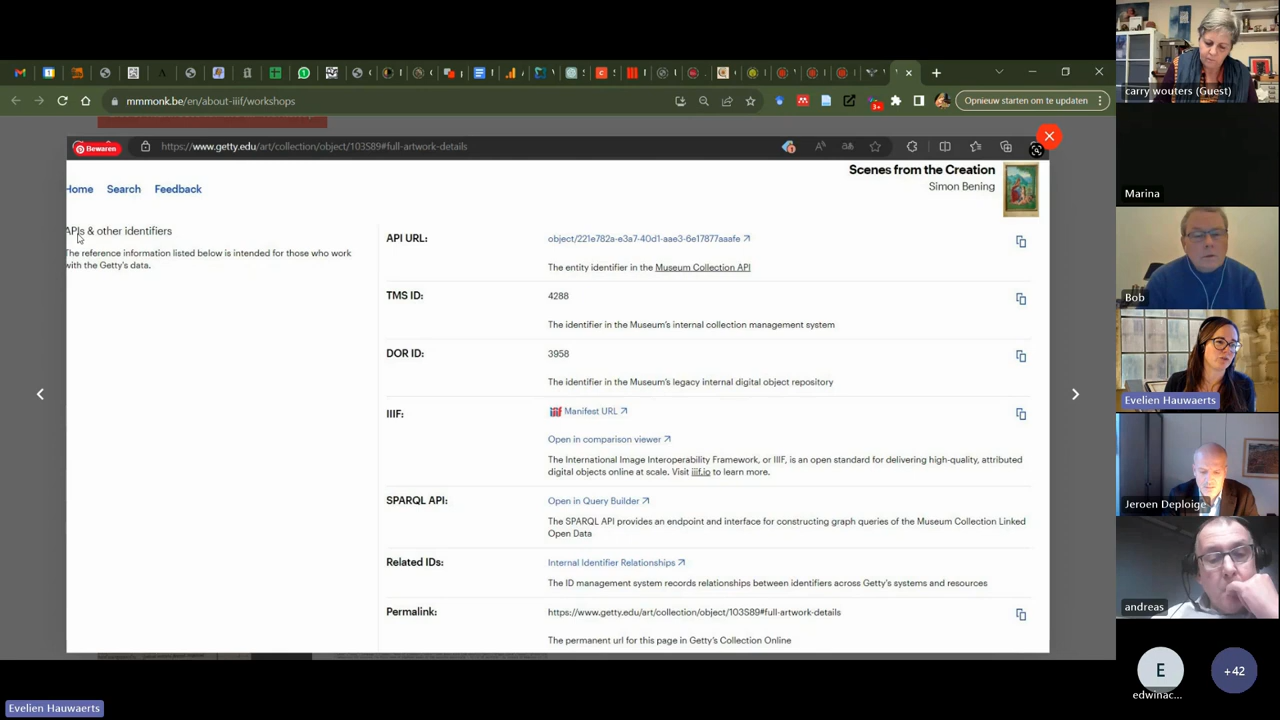 mmmonk.be/en/about-iiif/workshops
Opnieuw starten om te updaten
3+
Bewaren
https://www.getty.edu/art/collection/object/103S89#full-artwork-details
Home Search Feedback
Scenes from the Creation
Simon Bening
APIs & other identifiers
The reference information listed below is intended for those who work
with the Getty's data.
API URL:
object/221e782a-e3a7-40d1-aae3-6e17877aaafe
The entity identifier in the Museum Collection API
TMS ID:
4288
The identifier in the Museum's internal collection management system
DOR ID:
3958
The identifier in the Museum's legacy internal digital object repository
IIIF:
Manifest URL
Open in comparison viewer
The International Image Interoperability Framework, or IIIF, is an open standard for delivering high-quality, attributed
digital objects online at scale. Visit iiif.io to learn more.
SPARQL API:
Open in Query Builder
The SPARQL API provides an endpoint and interface for constructing graph queries of the Museum Collection Linked
Open Data
Related IDs:
Internal Identifier Relationships
The ID management system records relationships between identifiers across Getty's systems and resources
Permalink:
https://www.getty.edu/art/collection/object/103S89#full-artwork-details
The permanent url for this page in Getty's Collection Online
carry wouters (Guest)
Marina
Bob
Evelien Hauwaerts
Jeroen Deploige
andreas
E
edwinac...
+42
Evelien Hauwaerts